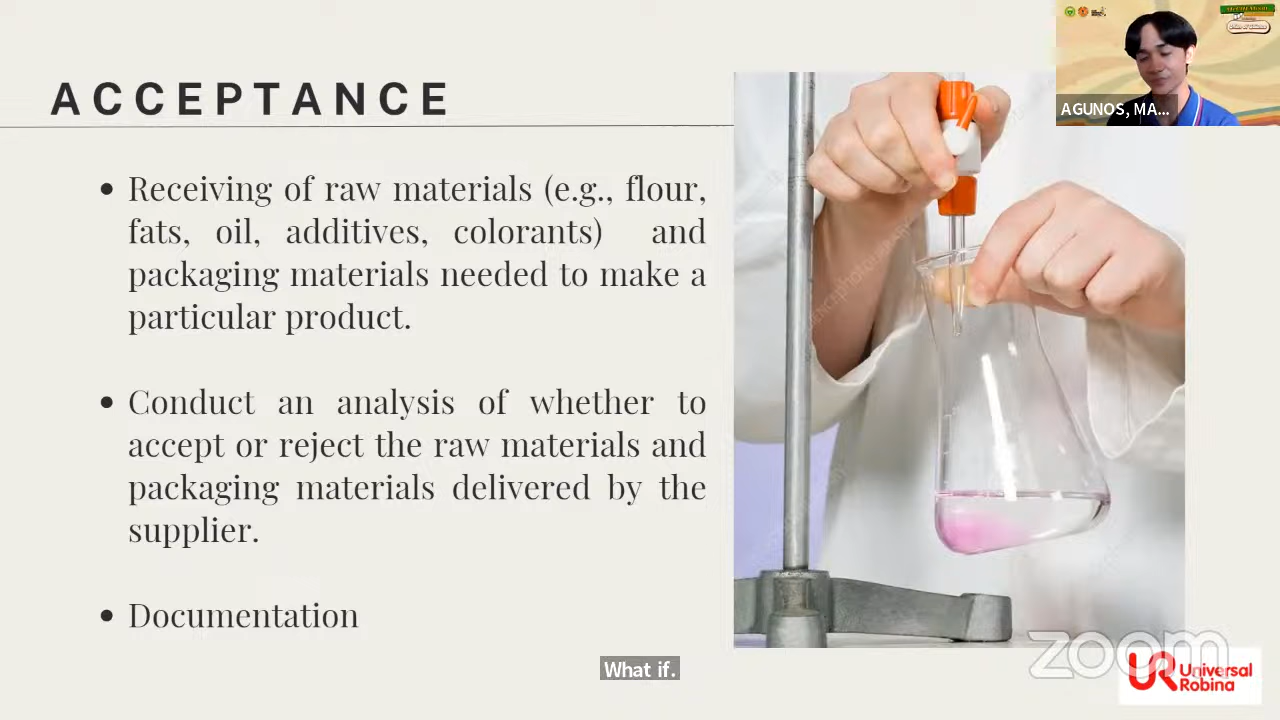 ACCEPTANCE
AGUNOS, MA...
• Receiving of raw materials (e.g., flour,
fats, oil, additives, colorants) and
packaging materials needed to make a
particular product.
• Conduct an analysis of whether to
accept or reject the raw materials and
packaging materials delivered by the
supplier.
• Documentation
What if.
zoom
UR Universal
Robina